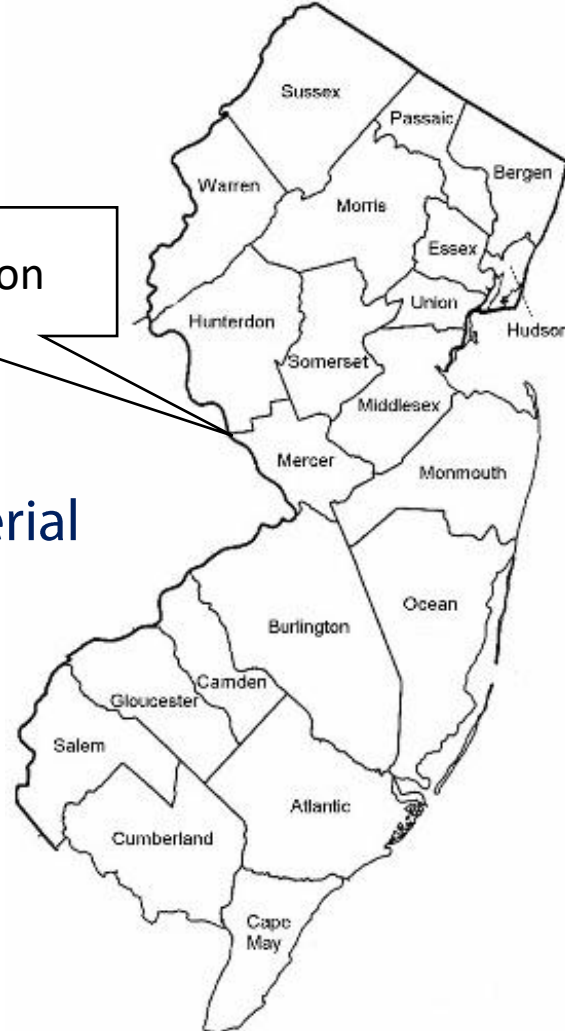 Sussex
Passaic
Bergen
Warren
Morris
Essex
on
Union
Hunterdon
Hudson
Somerset
Middlesex
Mercer
Monmouth
erial
Ocean
Burlington
Camden
Gloucester
Salem
Atlantic
Cumberland
Cape
May